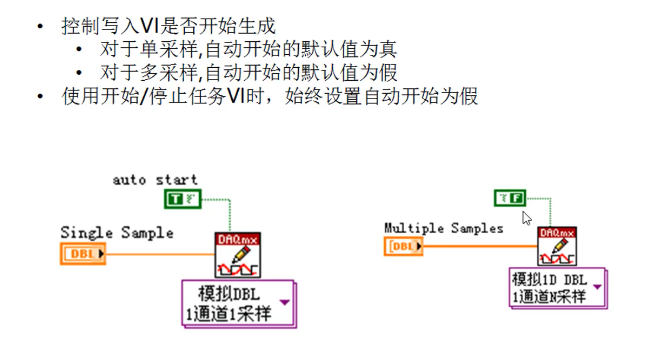 • 控制写入VI是否开始生成
• 对于单采样,自动开始的默认值为真
• 对于多采样,自动开始的默认值为假
• 使用开始/停止任务VI时，始终设置自动开始为假
auto start
T F
Single Sample
DBL
DAQmx
模拟DBL
1通道1采样
T F
Multiple Samples
[DBL]
DAQmx
模拟1D DBL
1通道N采样